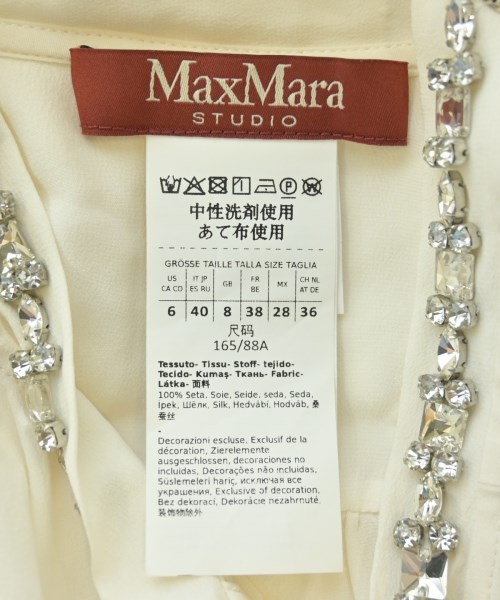 MaxMara
STUDIO
中性洗剤使用
あて布使用
GRÖSSE TAILLE TALLA SIZE TAGLIA
US CA CO IT JP ES RU GB FR BE MX CH NL AT DE
6 40 8 38 28 36
尺码
165/88A
Tessuto- Tissu- Stoff- tejido-
Tecido- Kumaş- Ткань- Fabric-
Látka- 面料
100% Seta, Soie, Seide, seda, Seda,
İpek, Шёлк, Silk, Hedvábí, Hodváb, 桑
蚕丝
-
Decorazioni escluse, Exclusif de la
décoration, Zierelemente
ausgeschlossen, decoraciones no
incluidas, Decorações não incluidas,
Süslemeleri hariç, исключая все
украшения, Exclusive of decoration,
Bez dekorací, Dekorácie nezahrnuté,
装饰物除外